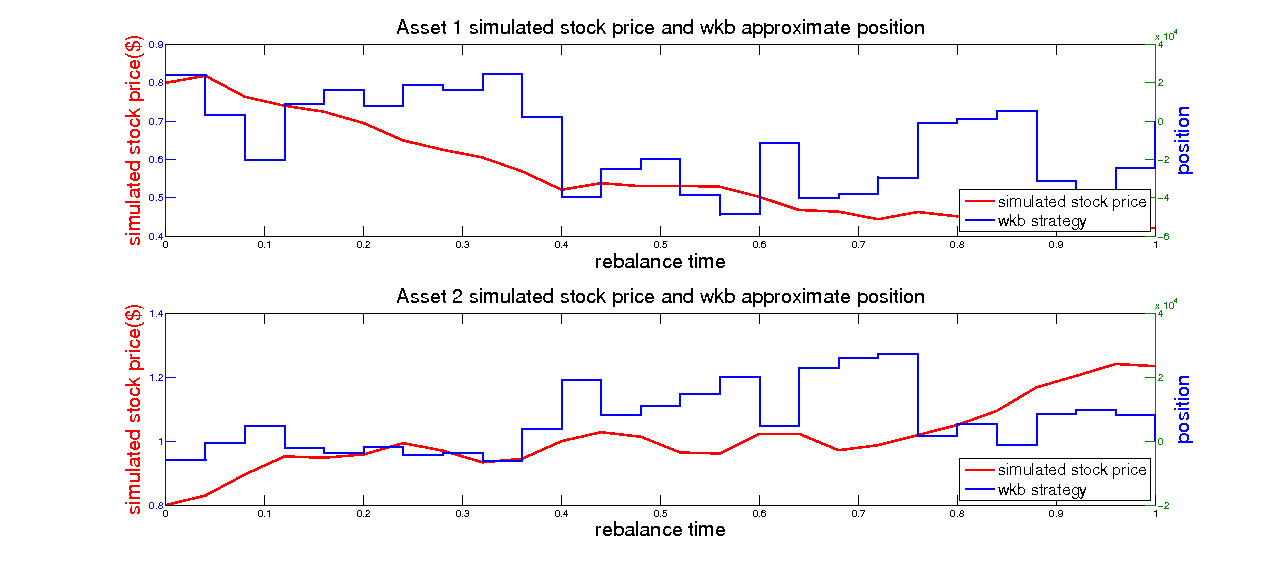 Asset 1 simulated stock price and wkb approximate position
x 10^4
simulated stock price($)
0.9
0.8
0.7
0.6
0.5
0.4
4
2
0
-2
-4
-6
position
simulated stock price
wkb strategy
0 0.1 0.2 0.3 0.4 0.5 0.6 0.7 0.8 0.9 1
rebalance time
Asset 2 simulated stock price and wkb approximate position
x 10^4
simulated stock price($)
1.4
1.2
1
0.8
4
2
0
-2
position
simulated stock price
wkb strategy
0 0.1 0.2 0.3 0.4 0.5 0.6 0.7 0.8 0.9 1
rebalance time